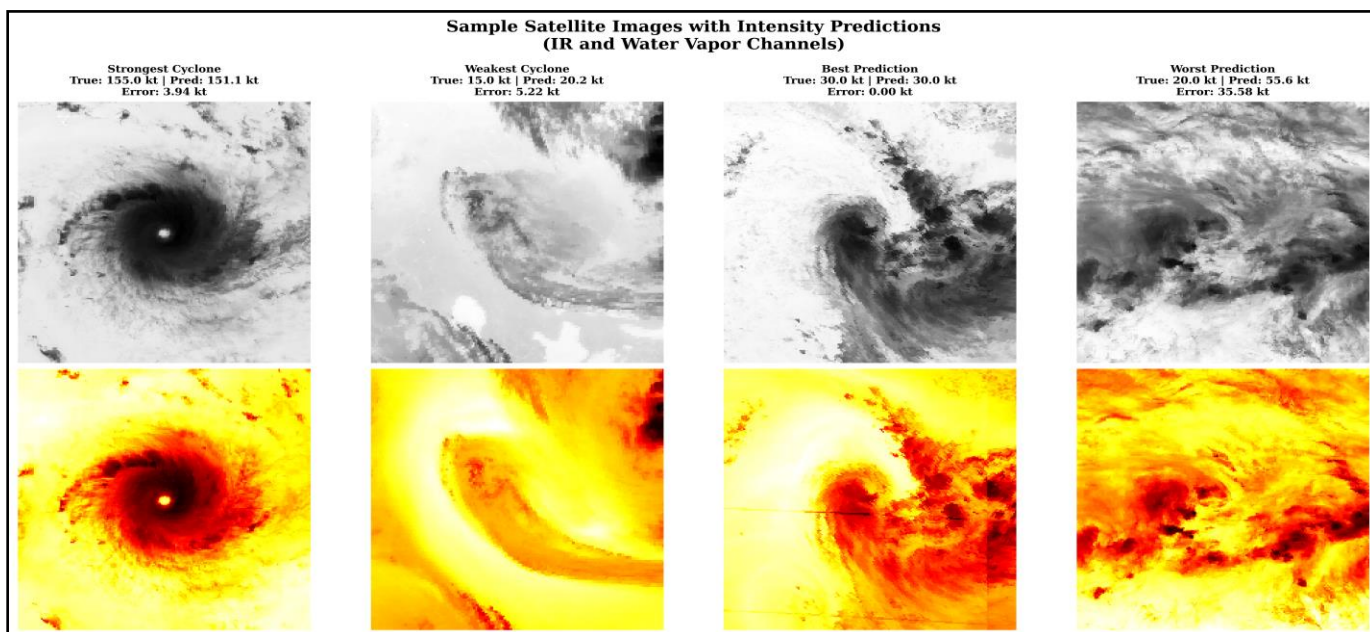 Sample Satellite Images with Intensity Predictions
(IR and Water Vapor Channels)
Strongest Cyclone
True: 155.0 kt | Pred: 151.1 kt
Error: 3.94 kt
Weakest Cyclone
True: 15.0 kt | Pred: 20.2 kt
Error: 5.22 kt
Best Prediction
True: 30.0 kt | Pred: 30.0 kt
Error: 0.00 kt
Worst Prediction
True: 20.0 kt | Pred: 55.6 kt
Error: 35.58 kt